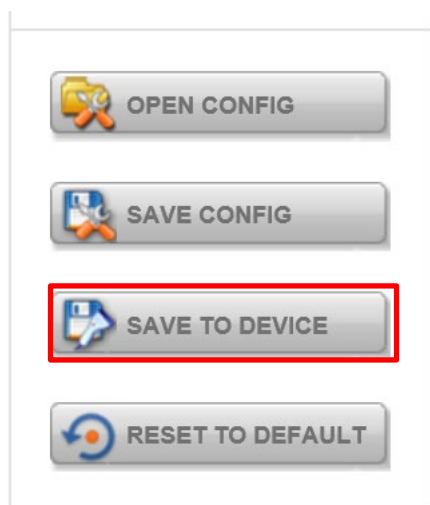 OPEN CONFIG
SAVE CONFIG
SAVE TO DEVICE
RESET TO DEFAULT